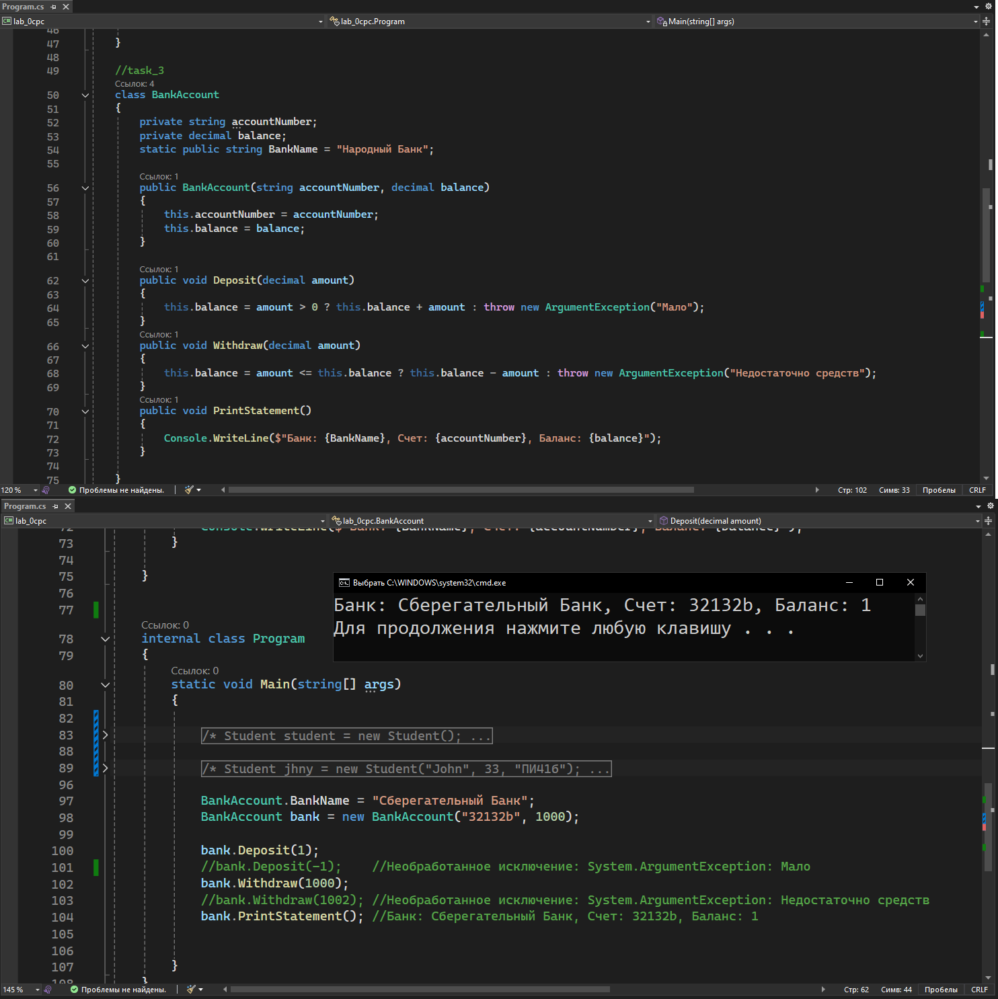 Program.cs
lab_0cpc lab_0cpc.Program Main(string[] args)
46
47 }
48
49 //task_3
Ссылок: 4
50 class BankAccount
51 {
52 private string accountNumber;
53 private decimal balance;
54 static public string BankName = "Народный Банк";
55
Ссылок: 1
56 public BankAccount(string accountNumber, decimal balance)
57 {
58 this.accountNumber = accountNumber;
59 this.balance = balance;
60 }
61
Ссылок: 1
62 public void Deposit(decimal amount)
63 {
64 this.balance = amount > 0 ? this.balance + amount : throw new ArgumentException("Мало");
65 }
Ссылок: 1
66 public void Withdraw(decimal amount)
67 {
68 this.balance = amount <= this.balance ? this.balance - amount : throw new ArgumentException("Недостаточно средств");
69 }
Ссылок: 1
70 public void PrintStatement()
71 {
72 Console.WriteLine($"Банк: {BankName}, Счет: {accountNumber}, Баланс: {balance}");
73 }
74
75 }
120 % Проблемы не найдены. Стр: 102 Симв: 33 Пробелы CRLF
Program.cs
lab_0cpc lab_0cpc.BankAccount Deposit(decimal amount)
72 Console.WriteLine($"Банк: {BankName}, Счет: {accountNumber}, Баланс: {balance}");
73 }
74
75 }
76
77
Ссылок: 0
78 internal class Program
79 {
Ссылок: 0
80 static void Main(string[] args)
81 {
82
83 /* Student student = new Student(); ...
88
89 /* Student jhny = new Student("John", 33, "ПИ41б"); ...
96
97 BankAccount.BankName = "Сберегательный Банк";
98 BankAccount bank = new BankAccount("32132b", 1000);
99
100 bank.Deposit(1);
101 //bank.Deposit(-1); //Необработанное исключение: System.ArgumentException: Мало
102 bank.Withdraw(1000);
103 //bank.Withdraw(1002); //Необработанное исключение: System.ArgumentException: Недостаточно средств
104 bank.PrintStatement(); //Банк: Сберегательный Банк, Счет: 32132b, Баланс: 1
105
106
107 }
108 }
Выбрать C:\WINDOWS\system32\cmd.exe
Банк: Сберегательный Банк, Счет: 32132b, Баланс: 1
Для продолжения нажмите любую клавишу . . .
145 % Проблемы не найдены. Стр: 62 Симв: 44 Пробелы CRLF